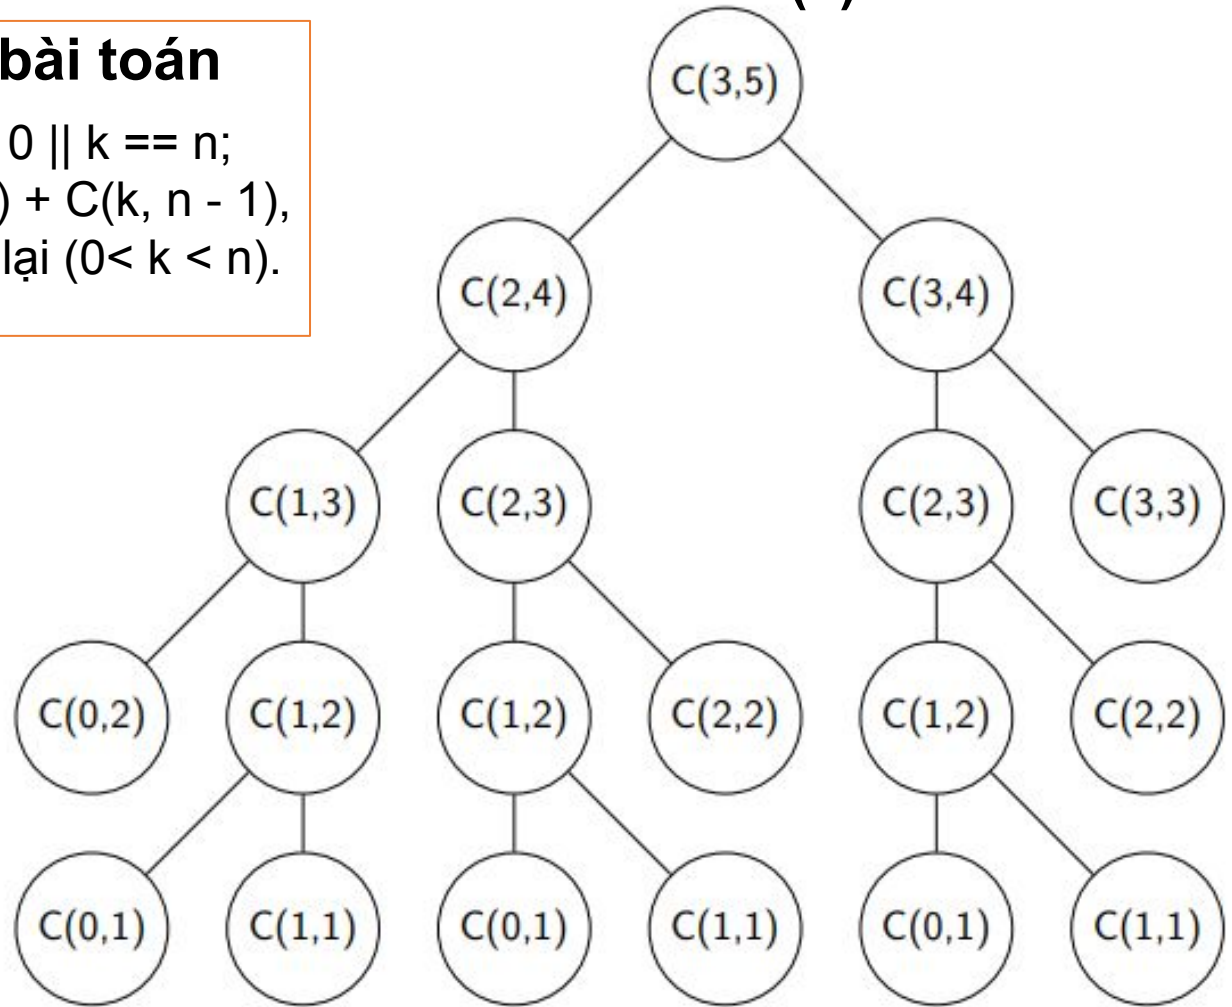 bài toán
0 || k == n;
) + C(k, n - 1),
lại (0< k < n).
C(3,5)
C(2,4) C(3,4)
C(1,3) C(2,3) C(2,3) C(3,3)
C(0,2) C(1,2) C(1,2) C(2,2) C(1,2) C(2,2)
C(0,1) C(1,1) C(0,1) C(1,1) C(0,1) C(1,1)